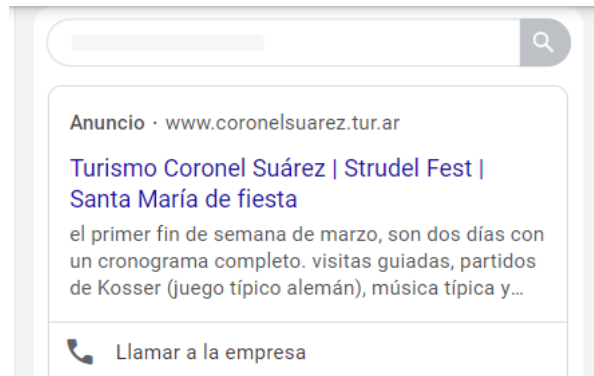 Anuncio · www.coronelsuarez.tur.ar
Turismo Coronel Suárez | Strudel Fest |
Santa María de fiesta
el primer fin de semana de marzo, son dos días con
un cronograma completo. visitas guiadas, partidos
de Kosser (juego típico alemán), música típica y…
Llamar a la empresa